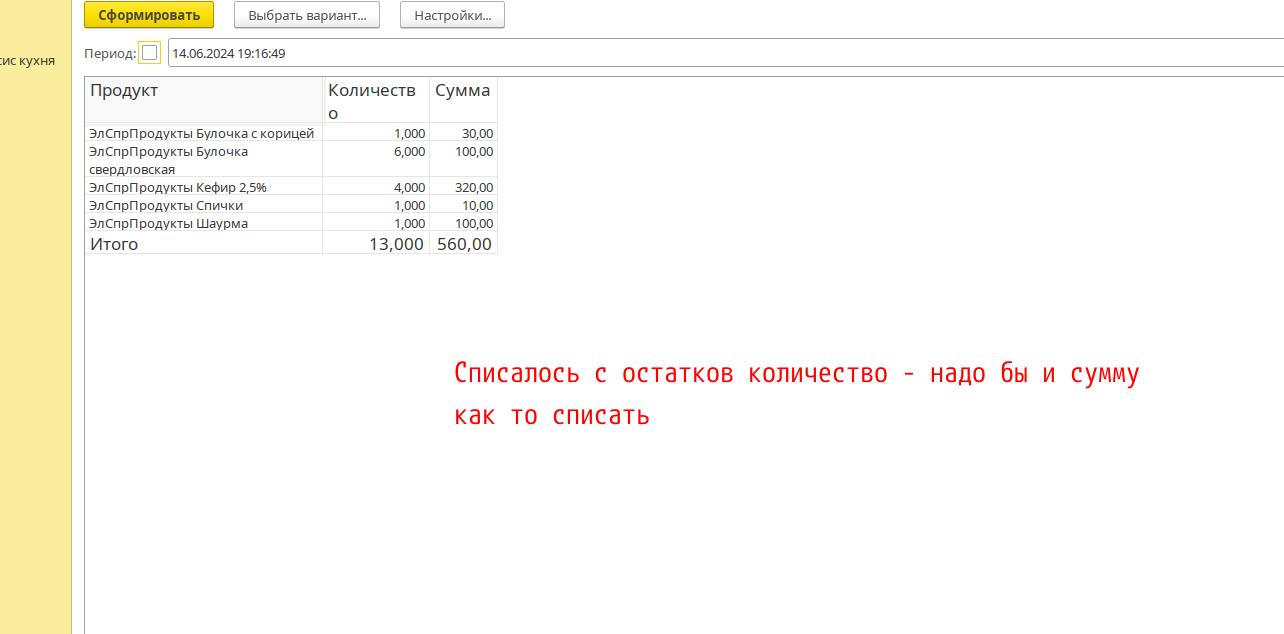 Сформировать Выбрать вариант... Настройки...
сис кухня
Период: 14.06.2024 19:16:49
Продукт Количеств Сумма
о
ЭлСпрПродукты Булочка с корицей 1,000 30,00
ЭлСпрПродукты Булочка 6,000 100,00
свердловская
ЭлСпрПродукты Кефир 2,5% 4,000 320,00
ЭлСпрПродукты Спички 1,000 10,00
ЭлСпрПродукты Шаурма 1,000 100,00
Итого 13,000 560,00
Списалось с остатков количество - надо бы и сумму
как то списать